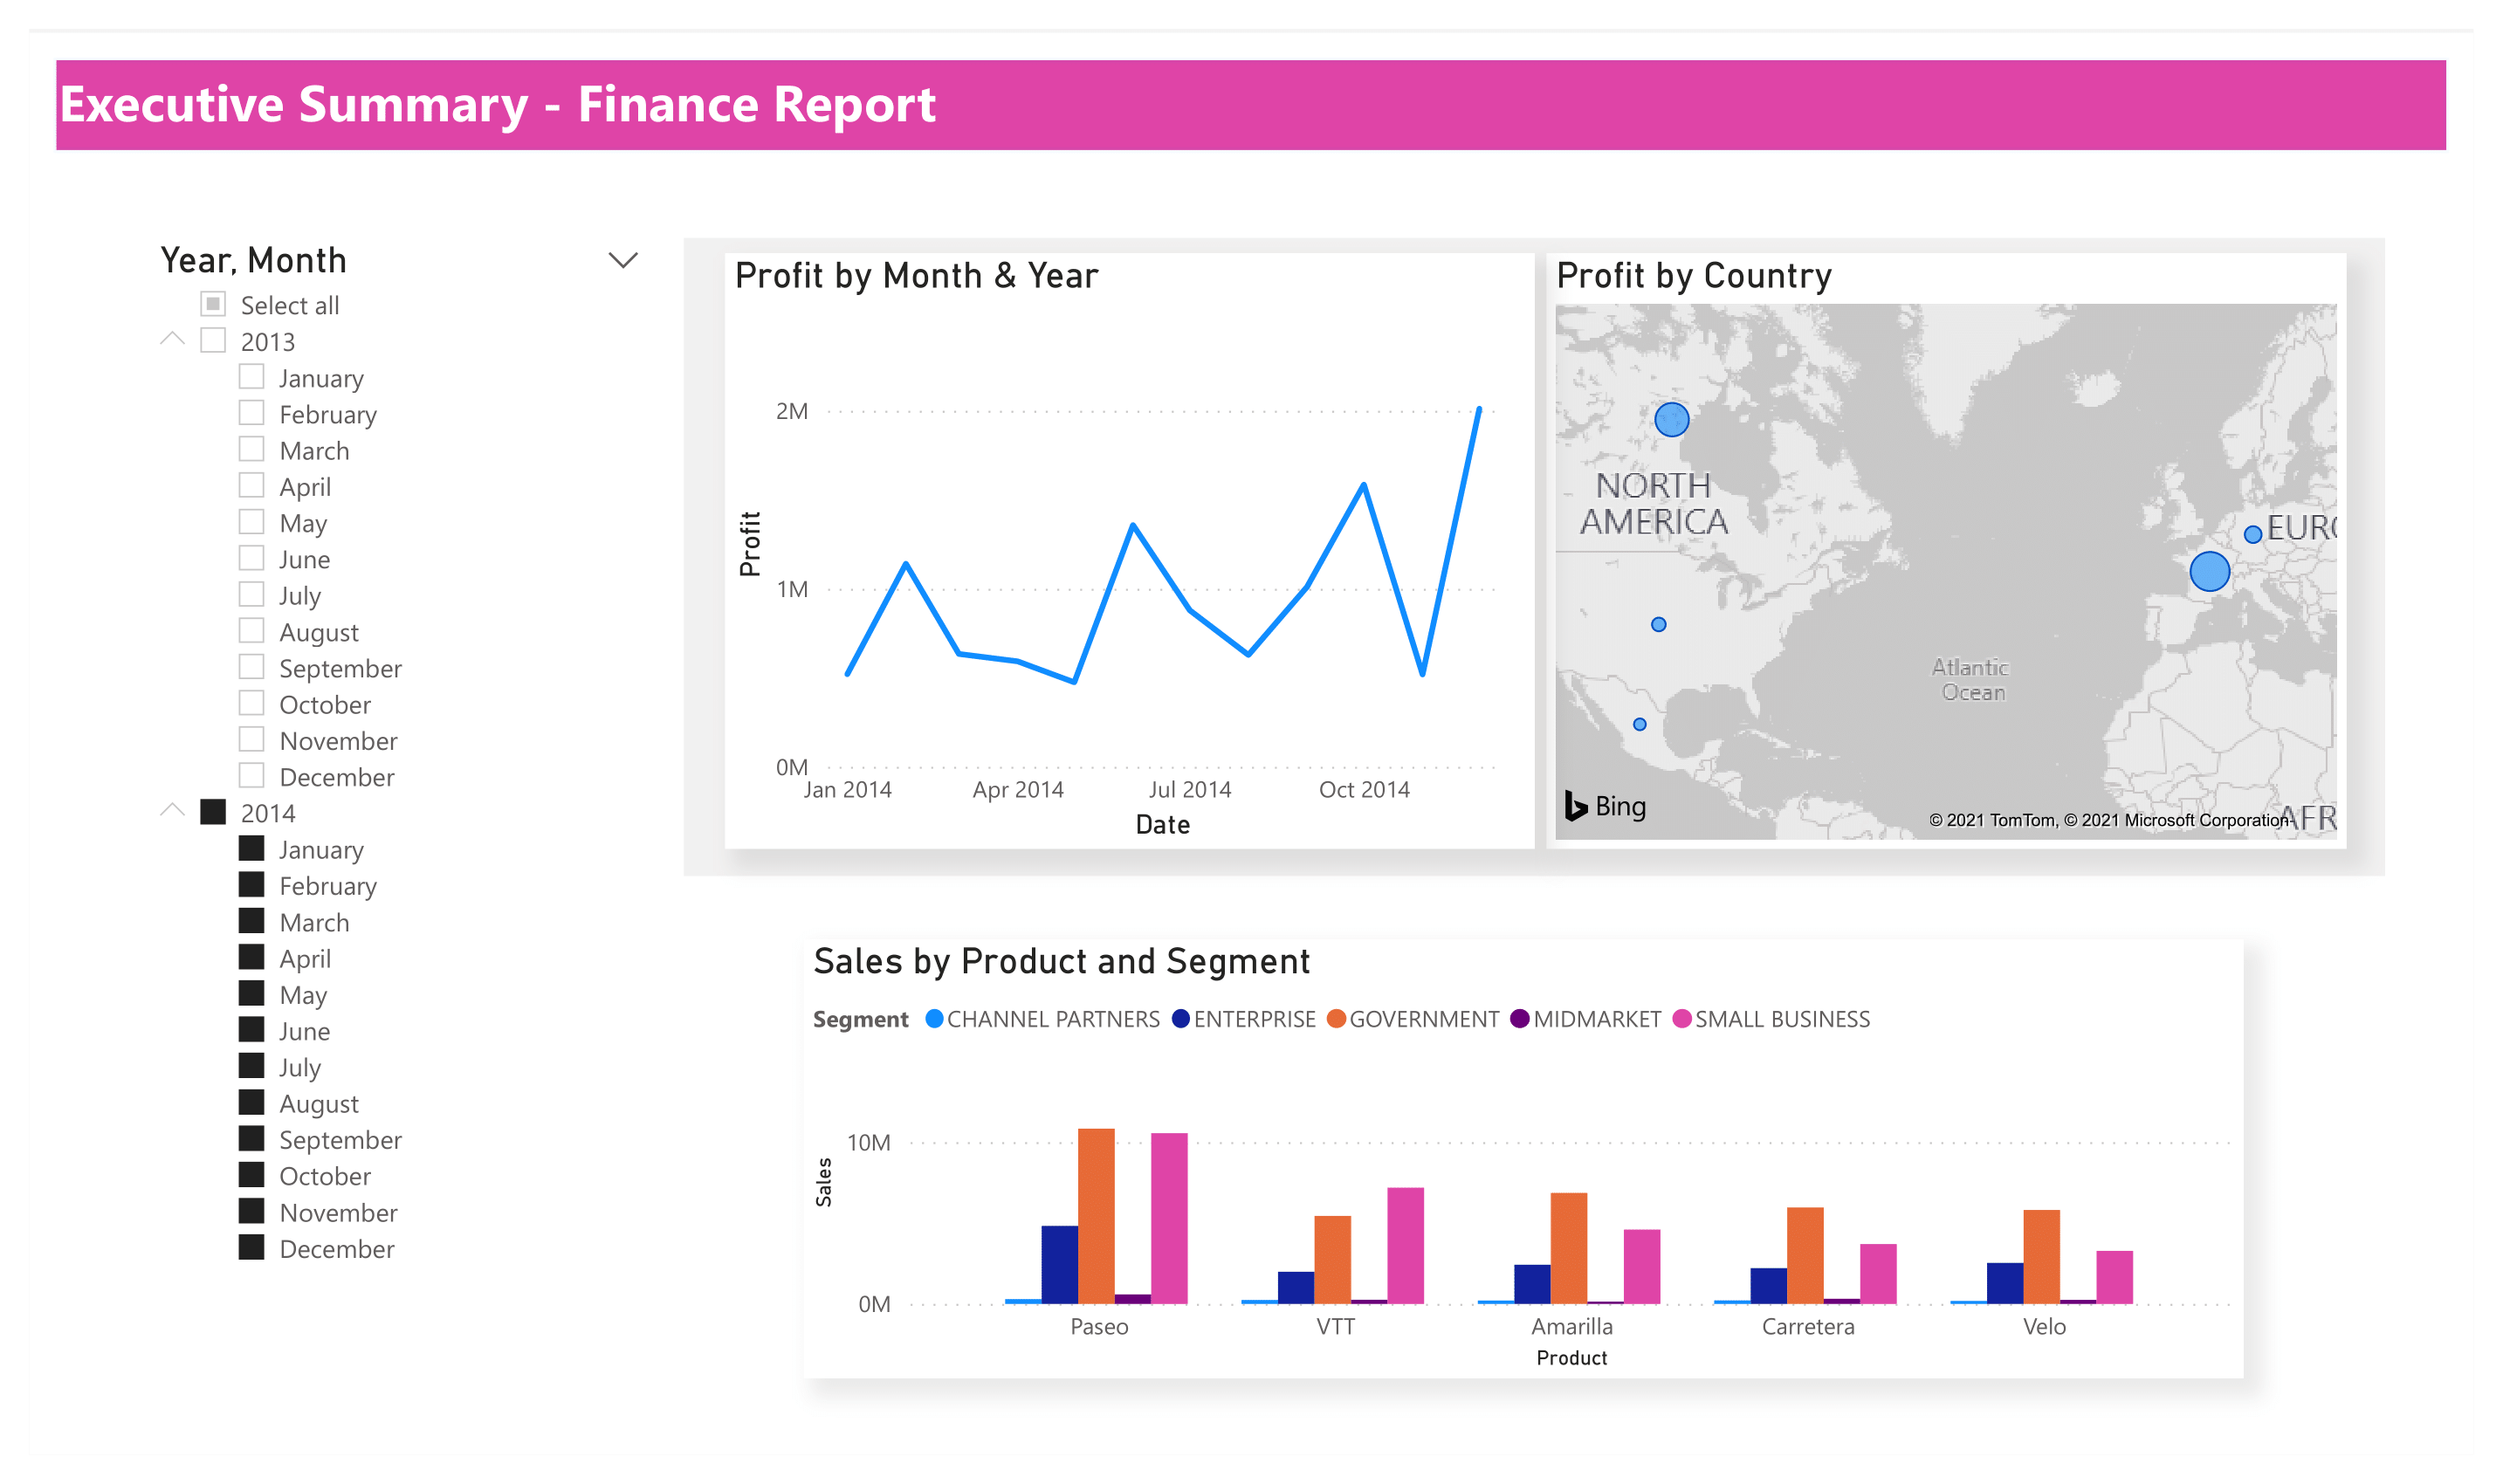 Executive Summary - Finance Report
Year, Month
Select all
2013
January
February
March
April
May
June
July
August
September
October
November
December
2014
January
February
March
April
May
June
July
August
September
October
November
December
Profit by Month & Year
Profit
2M
1M
0M
Jan 2014 Apr 2014 Jul 2014 Oct 2014
Date
Profit by Country
NORTH
AMERICA
EURO
Atlantic
Ocean
AFR
Bing
© 2021 TomTom, © 2021 Microsoft Corporation
Sales by Product and Segment
Segment CHANNEL PARTNERS ENTERPRISE GOVERNMENT MIDMARKET SMALL BUSINESS
Sales
10M
0M
Paseo VTT Amarilla Carretera Velo
Product